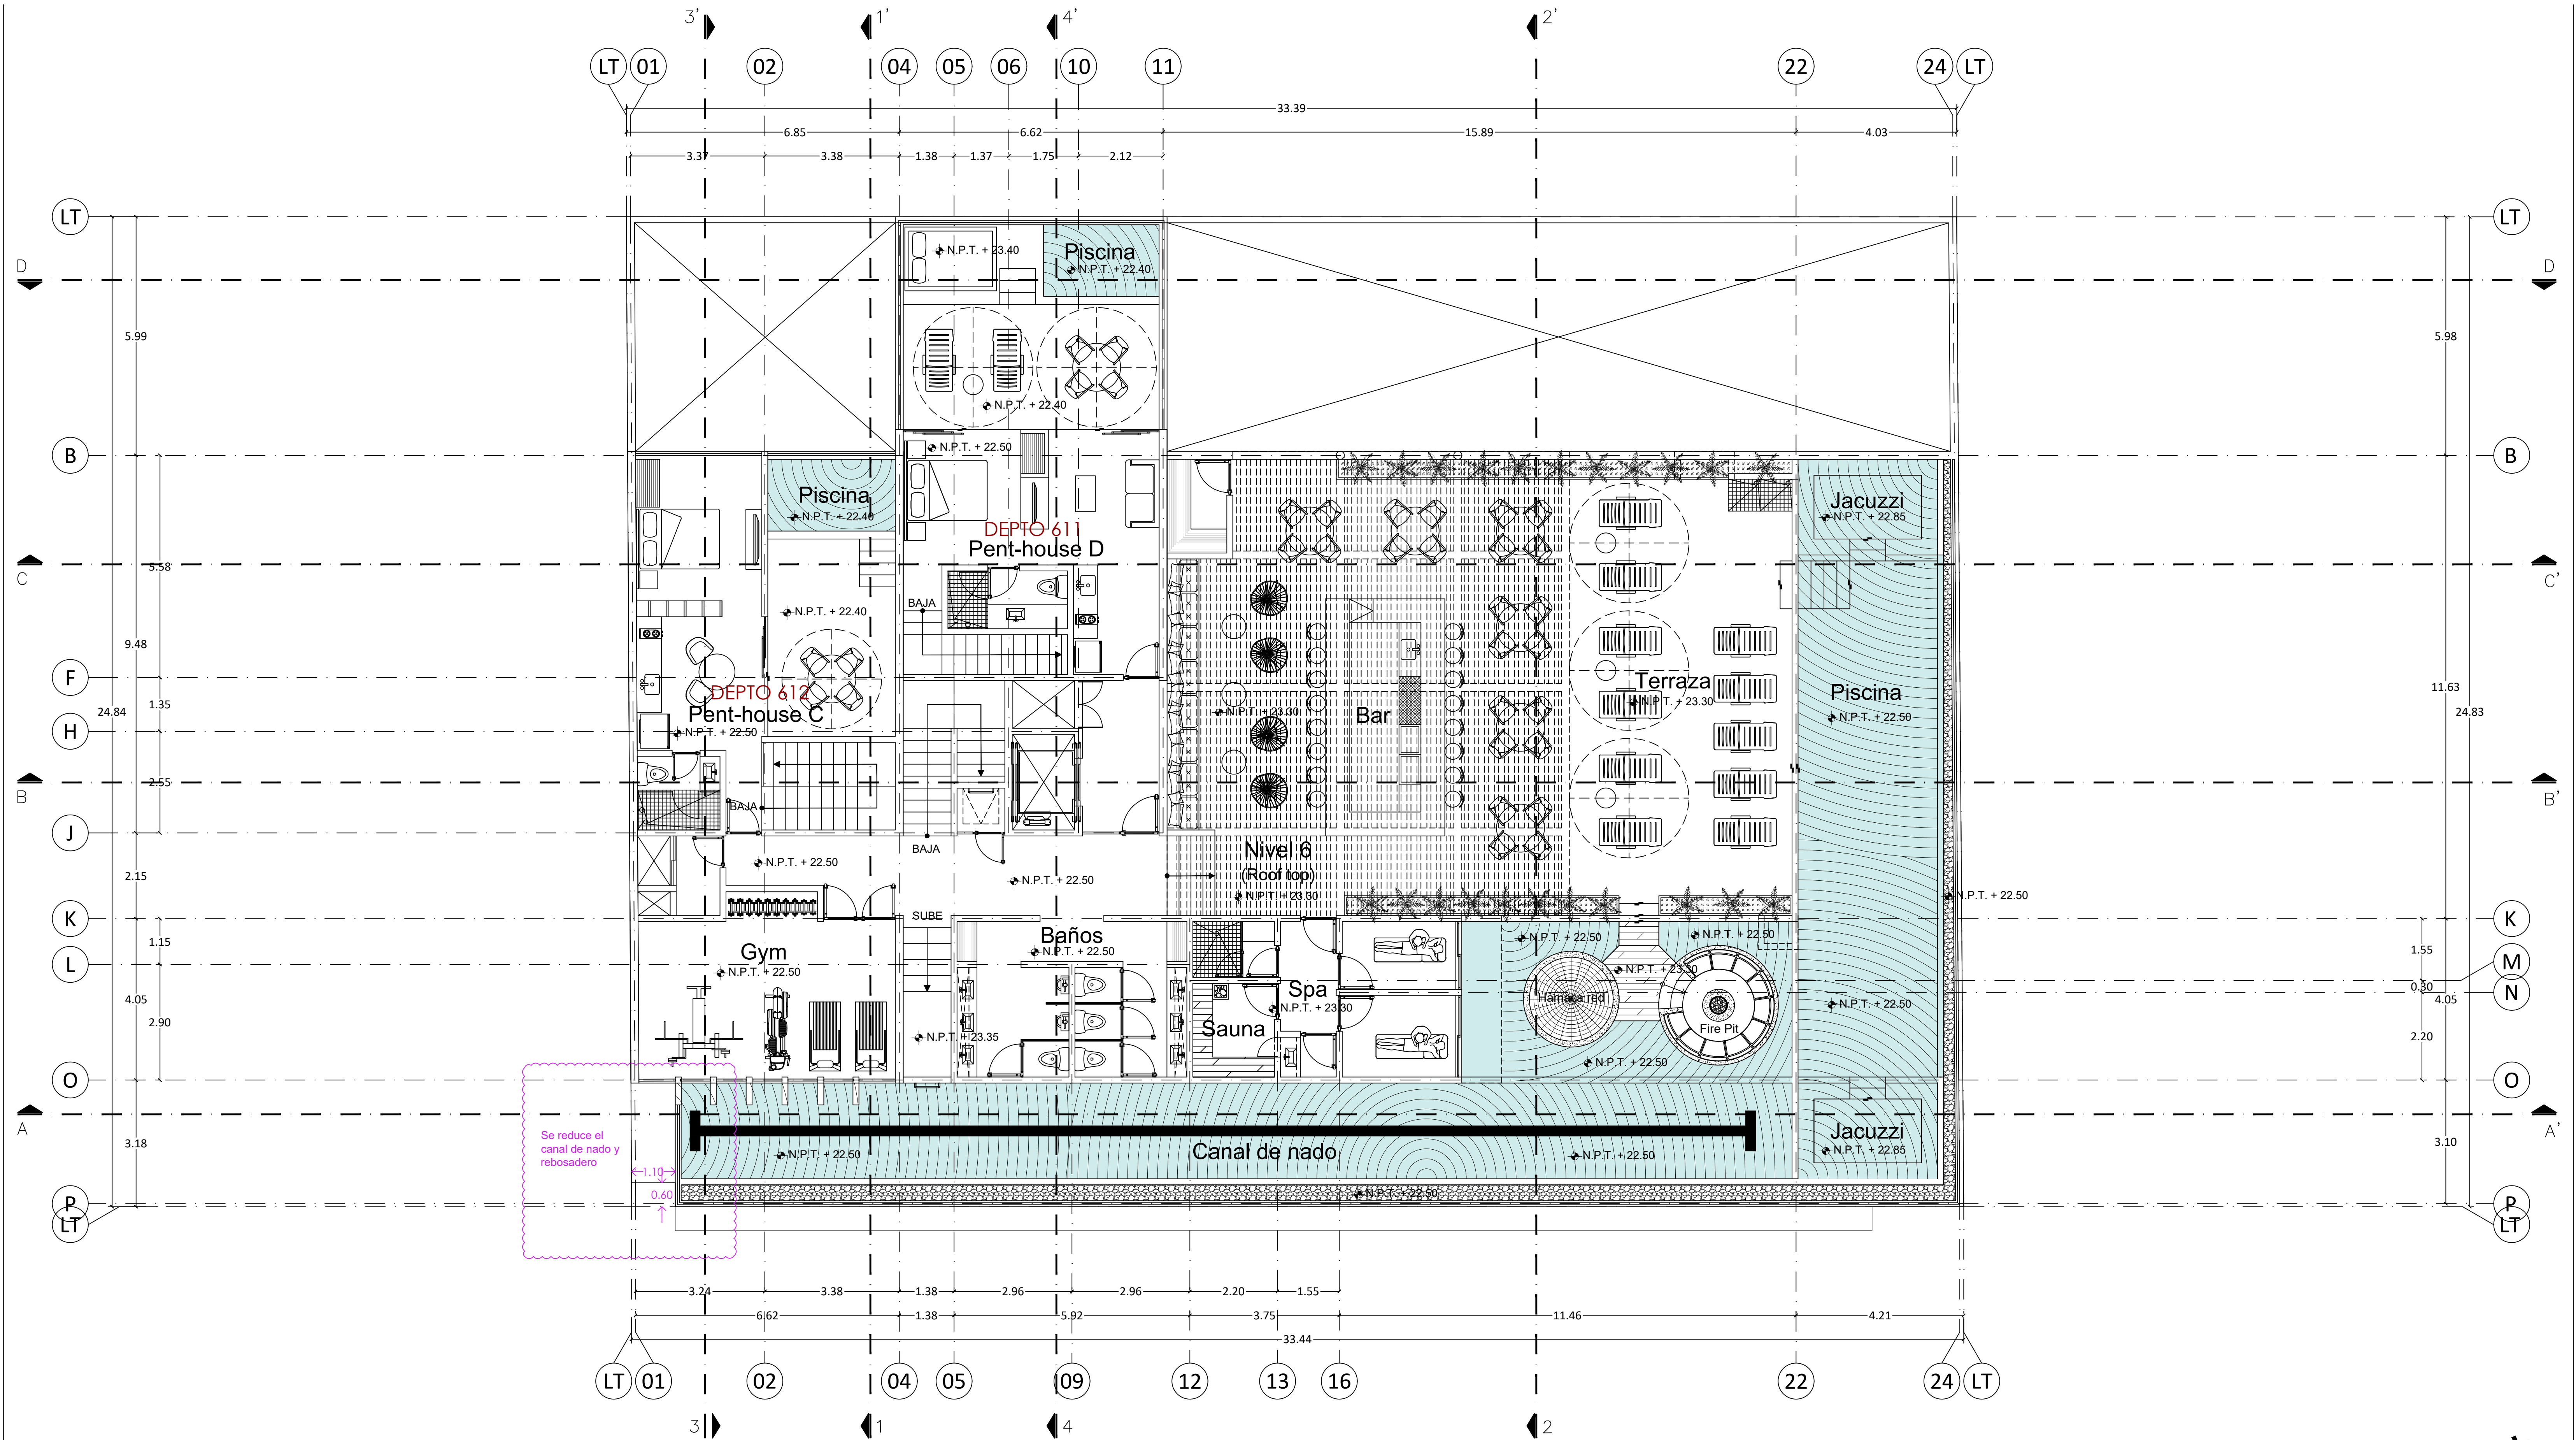 3' 1' 4' 2'
LT 01 02 04 05 06 10 11 22 24 LT
33.39
6.85 6.62 15.89 4.03
3.37 3.38 1.38 1.37 1.75 2.12
LT LT
N.P.T. + 23.40
Piscina
N.P.T. + 22.40
D D
5.99 5.98
N.P.T. + 22.40
N.P.T. + 22.50
B B
Piscina
N.P.T. + 22.40
Jacuzzi
N.P.T. + 22.85
DEPTO 611
Pent-house D
C 5.58 C'
BAJA
N.P.T. + 22.40
9.48
F F
Terraza
N.P.T. + 23.30
Piscina
N.P.T. + 22.50
11.63
DEPTO 612
Pent-house C
N.P.T. + 22.50
24.84 1.35 24.83
N.P.T. + 23.30
Bar
H
2.55
B B'
BAJA
J
BAJA
Nivel 6
(Roof top)
N.P.T. + 23.30
N.P.T. + 22.50
N.P.T. + 22.50
2.15
N.P.T. + 22.50
K SUBE K
1.15
Baños
N.P.T. + 22.50
N.P.T. + 22.50
N.P.T. + 22.50
1.55
Gym
N.P.T. + 22.50
L M
N.P.T. + 23.30
Spa
N.P.T. + 23.30
Hamaca red
N.P.T. + 22.50
0.30 N
4.05 4.05
2.90
Sauna
Fire Pit
N.P.T. + 23.35
2.20
N.P.T. + 22.50
O O
A A'
Se reduce el
canal de nado y
rebosadero
3.18
N.P.T. + 22.50
Canal de nado
N.P.T. + 22.50
Jacuzzi
N.P.T. + 22.85
3.10
1.10
0.60
N.P.T. + 22.50
P P
LT LT
3.24 3.38 1.38 2.96 2.96 2.20 1.55
6.62 1.38 5.92 3.75 11.46 4.21
33.44
LT 01 02 04 05 09 12 13 16 22 24 LT
3 1 4 2